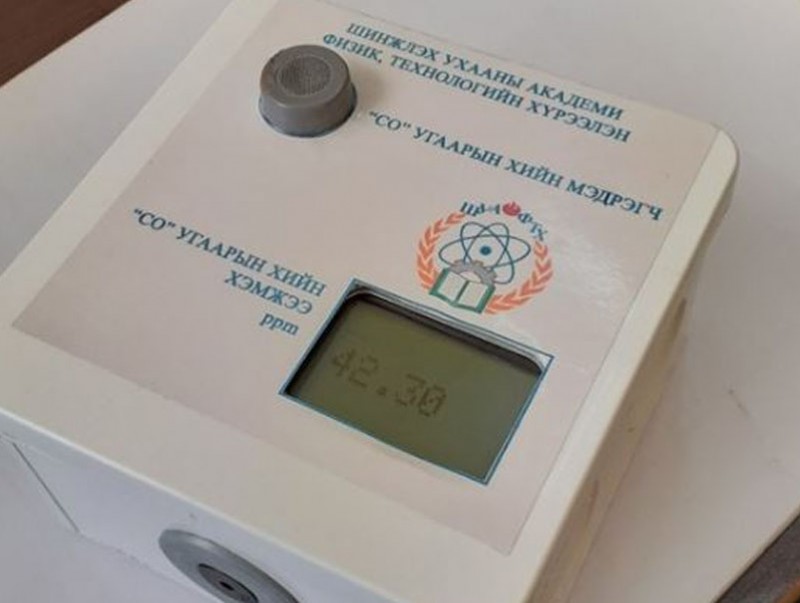 ШИНЖЛЭХ УХААНЫ АКАДЕМИ
ФИЗИК, ТЕХНОЛОГИЙН ХҮРЭЭЛЭН
"CO" УГААРЫН ХИЙН МЭДРЭГЧ
"CO" УГААРЫН ХИЙН
ХЭМЖЭЭ
ppm
42.30